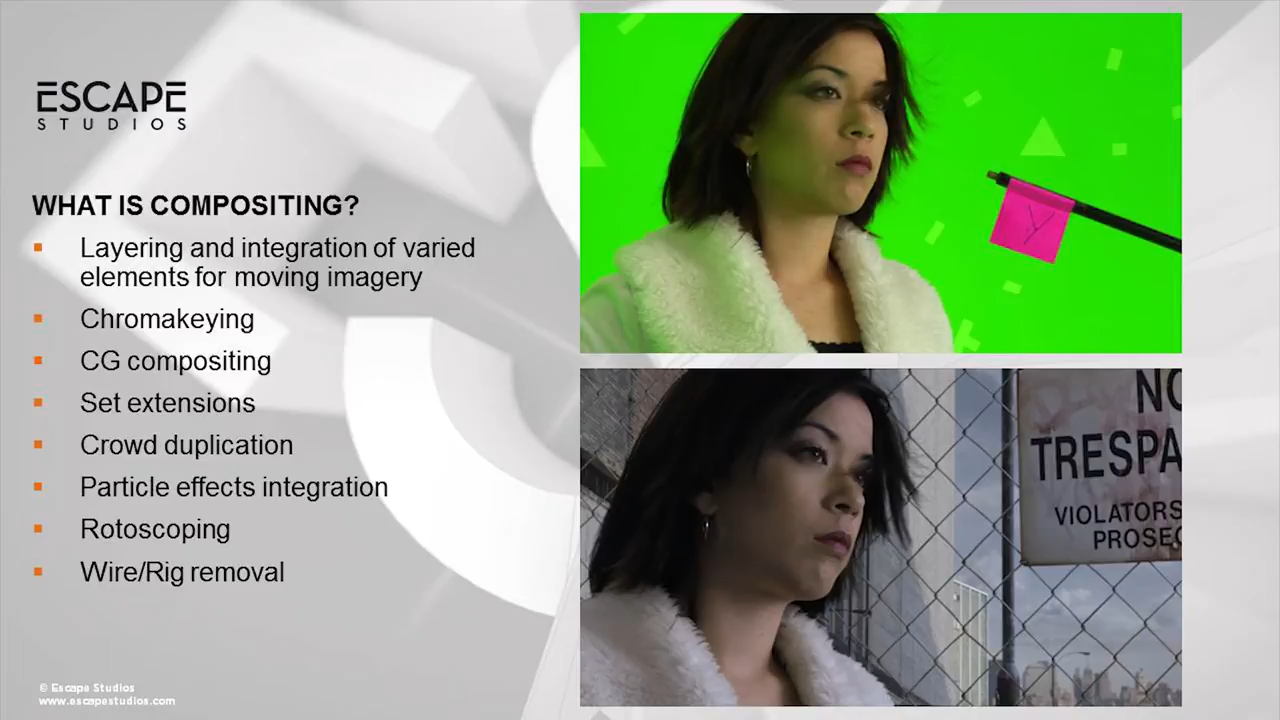 ESCAPE
STUDIOS
WHAT IS COMPOSITING?
Layering and integration of varied
elements for moving imagery
Chromakeying
CG compositing
Set extensions
Crowd duplication
Particle effects integration
Rotoscoping
Wire/Rig removal
© Escape Studios
www.escapestudios.com
NO
TRESPA
VIOLATORS
PROSEC